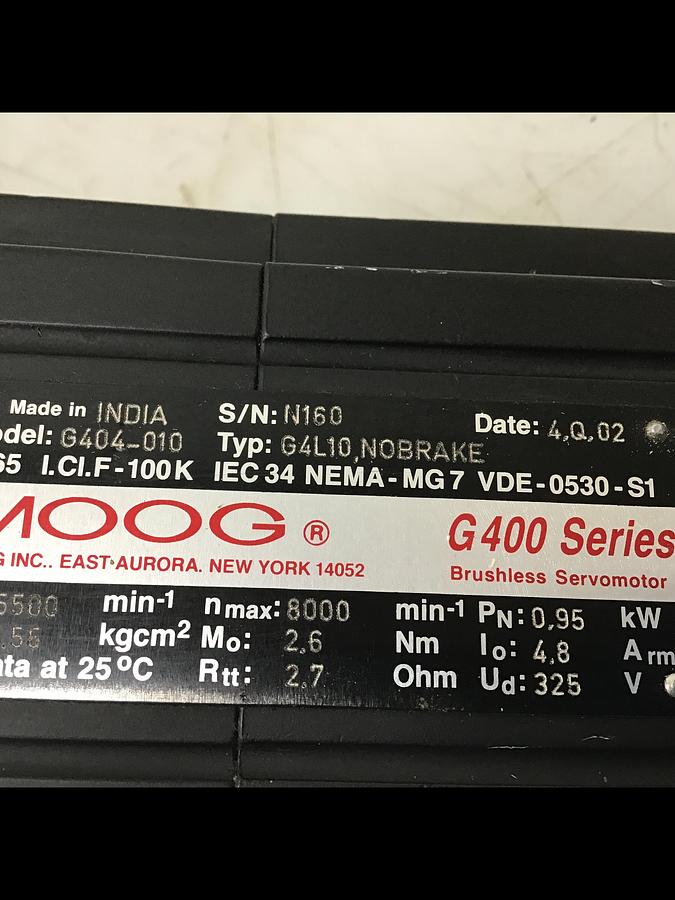 Made in INDIA S/N: N160 Date: 4,Q,02
odel: G404-010 Typ: G4L10,NOBRAKE
65 I.Cl.F-100K IEC 34 NEMA-MG7 VDE-0530-S1
MOOG ® G400 Series
G INC.. EAST AURORA. NEW YORK 14052 Brushless Servomotor
5500 min-1 nmax: 8000 min-1 PN: 0,95 kW
55 kgcm2 Mo: 2,6 Nm Io: 4,8 Arm
ata at 25°C Rtt: 2,7 Ohm Ud: 325 V